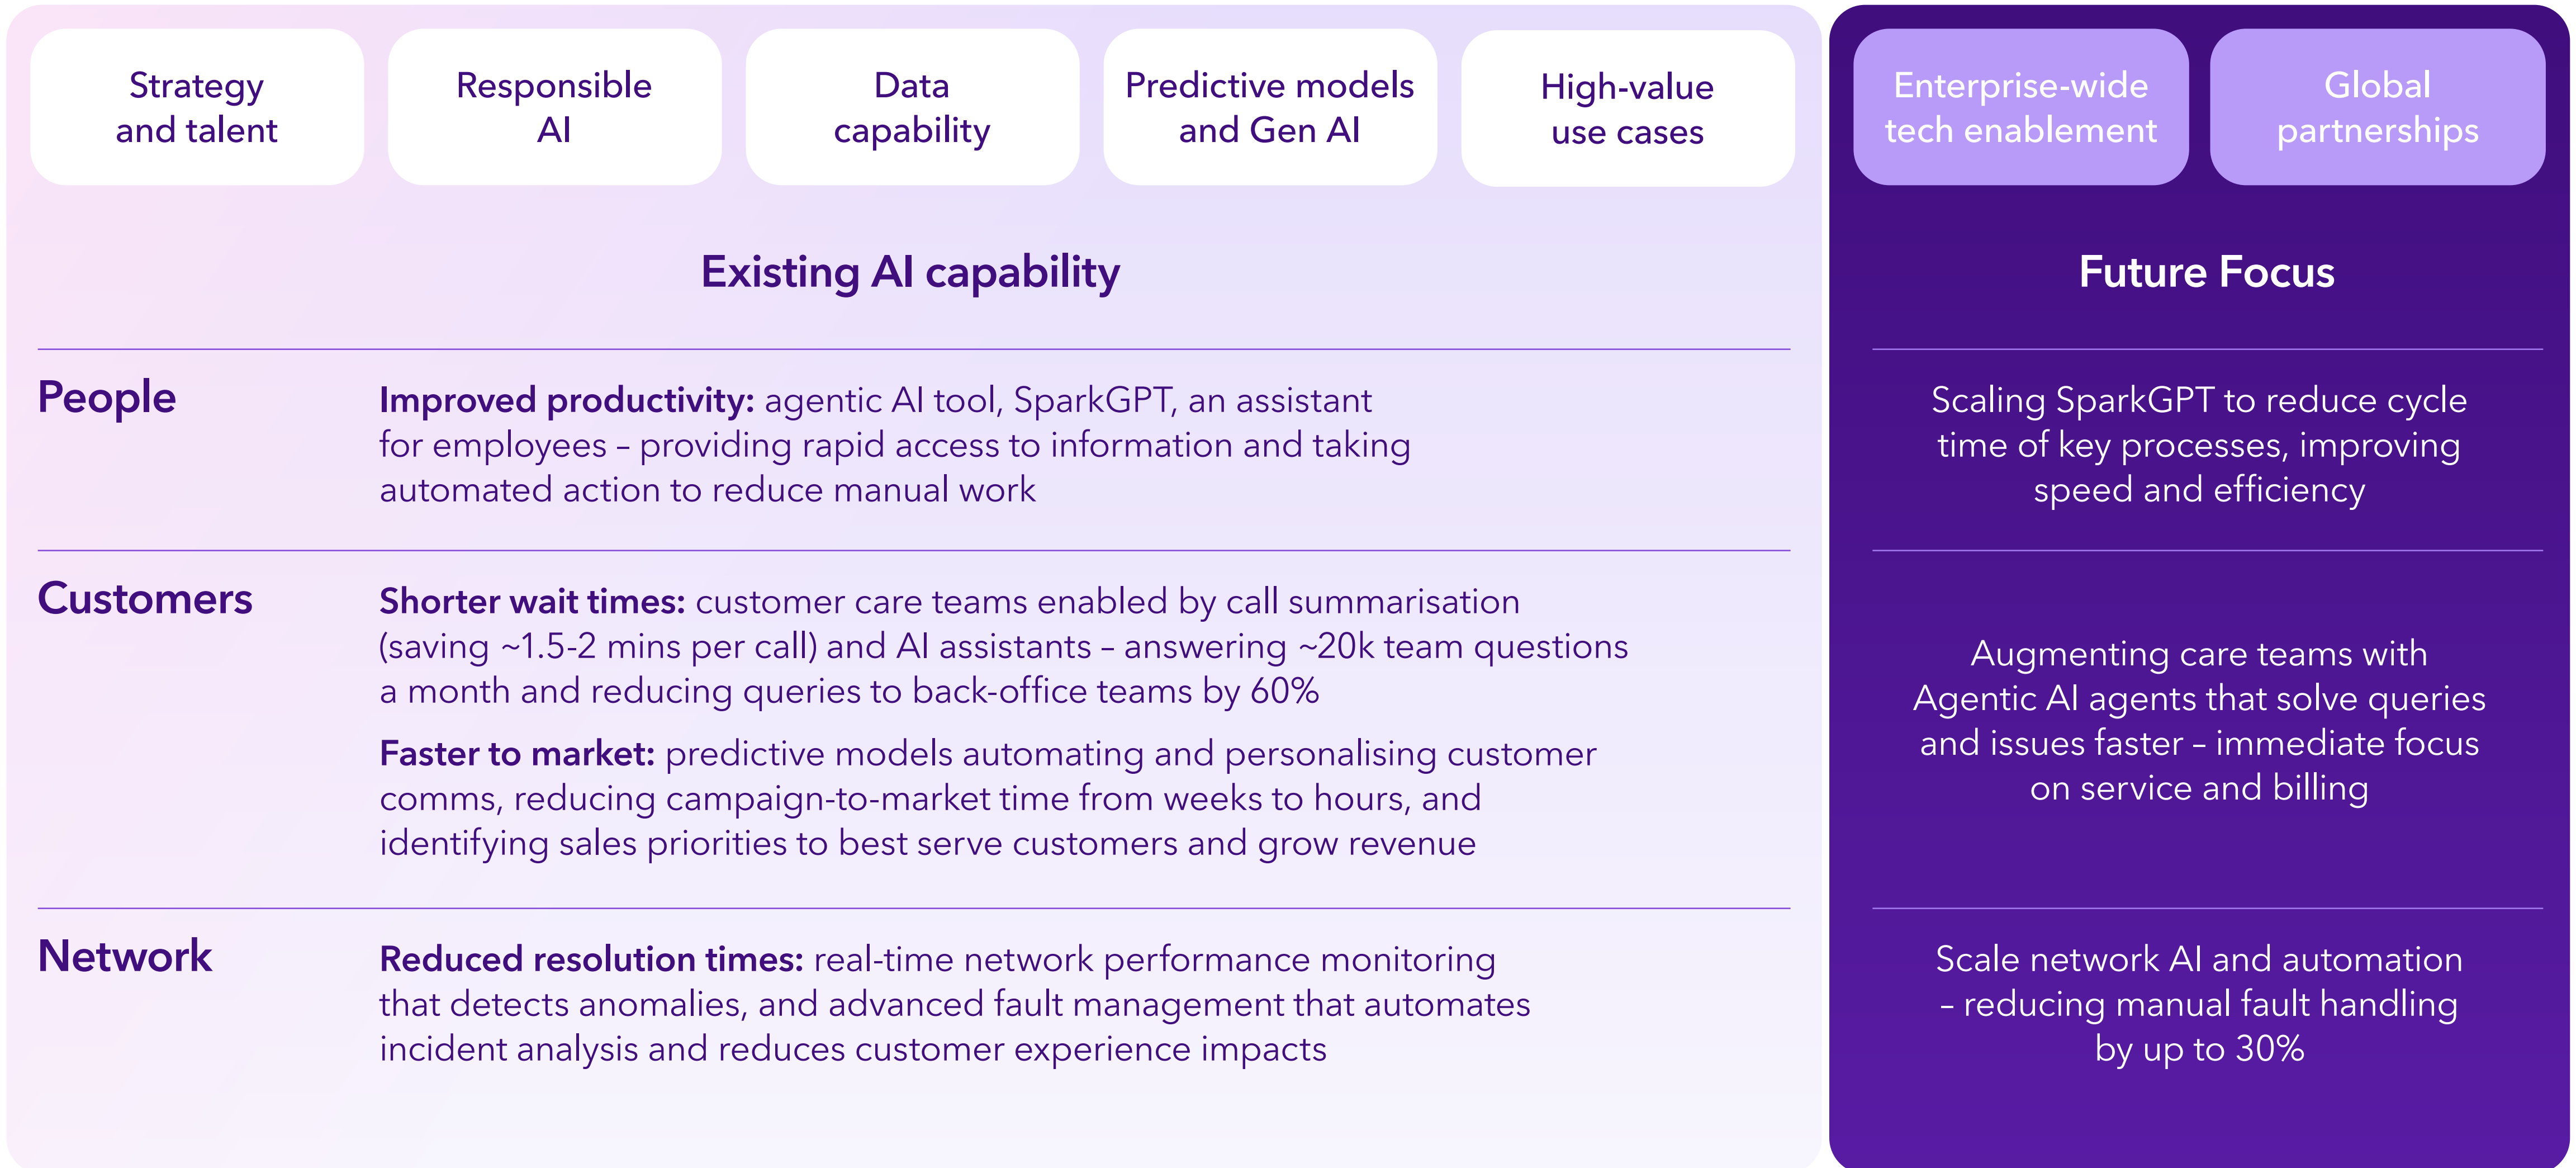 Strategy
and talent
Responsible
AI
Data
capability
Predictive models
and Gen AI
High-value
use cases
Enterprise-wide
tech enablement
Global
partnerships
Existing AI capability
Future Focus
People
Improved productivity: agentic AI tool, SparkGPT, an assistant
for employees – providing rapid access to information and taking
automated action to reduce manual work
Scaling SparkGPT to reduce cycle
time of key processes, improving
speed and efficiency
Customers
Shorter wait times: customer care teams enabled by call summarisation
(saving ~1.5-2 mins per call) and AI assistants – answering ~20k team questions
a month and reducing queries to back-office teams by 60%
Faster to market: predictive models automating and personalising customer
comms, reducing campaign-to-market time from weeks to hours, and
identifying sales priorities to best serve customers and grow revenue
Augmenting care teams with
Agentic AI agents that solve queries
and issues faster – immediate focus
on service and billing
Network
Reduced resolution times: real-time network performance monitoring
that detects anomalies, and advanced fault management that automates
incident analysis and reduces customer experience impacts
Scale network AI and automation
– reducing manual fault handling
by up to 30%